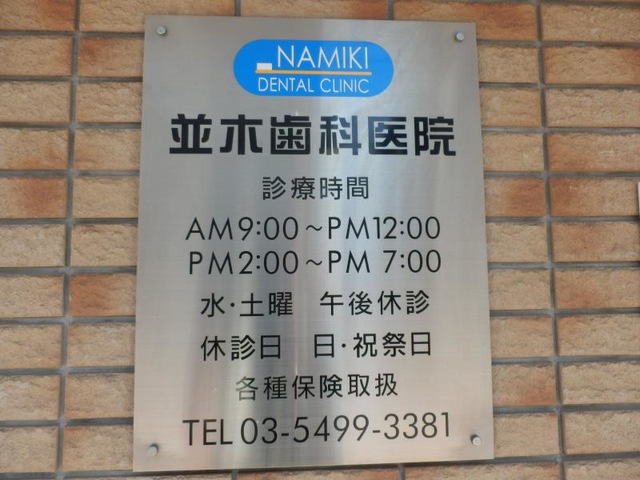 NAMIKI
DENTAL CLINIC
並木歯科医院
診療時間
AM9:00~PM12:00
PM2:00~PM 7:00
水・土曜 午後休診
休診日 日・祝祭日
各種保険取扱
TEL 03-5499-3381